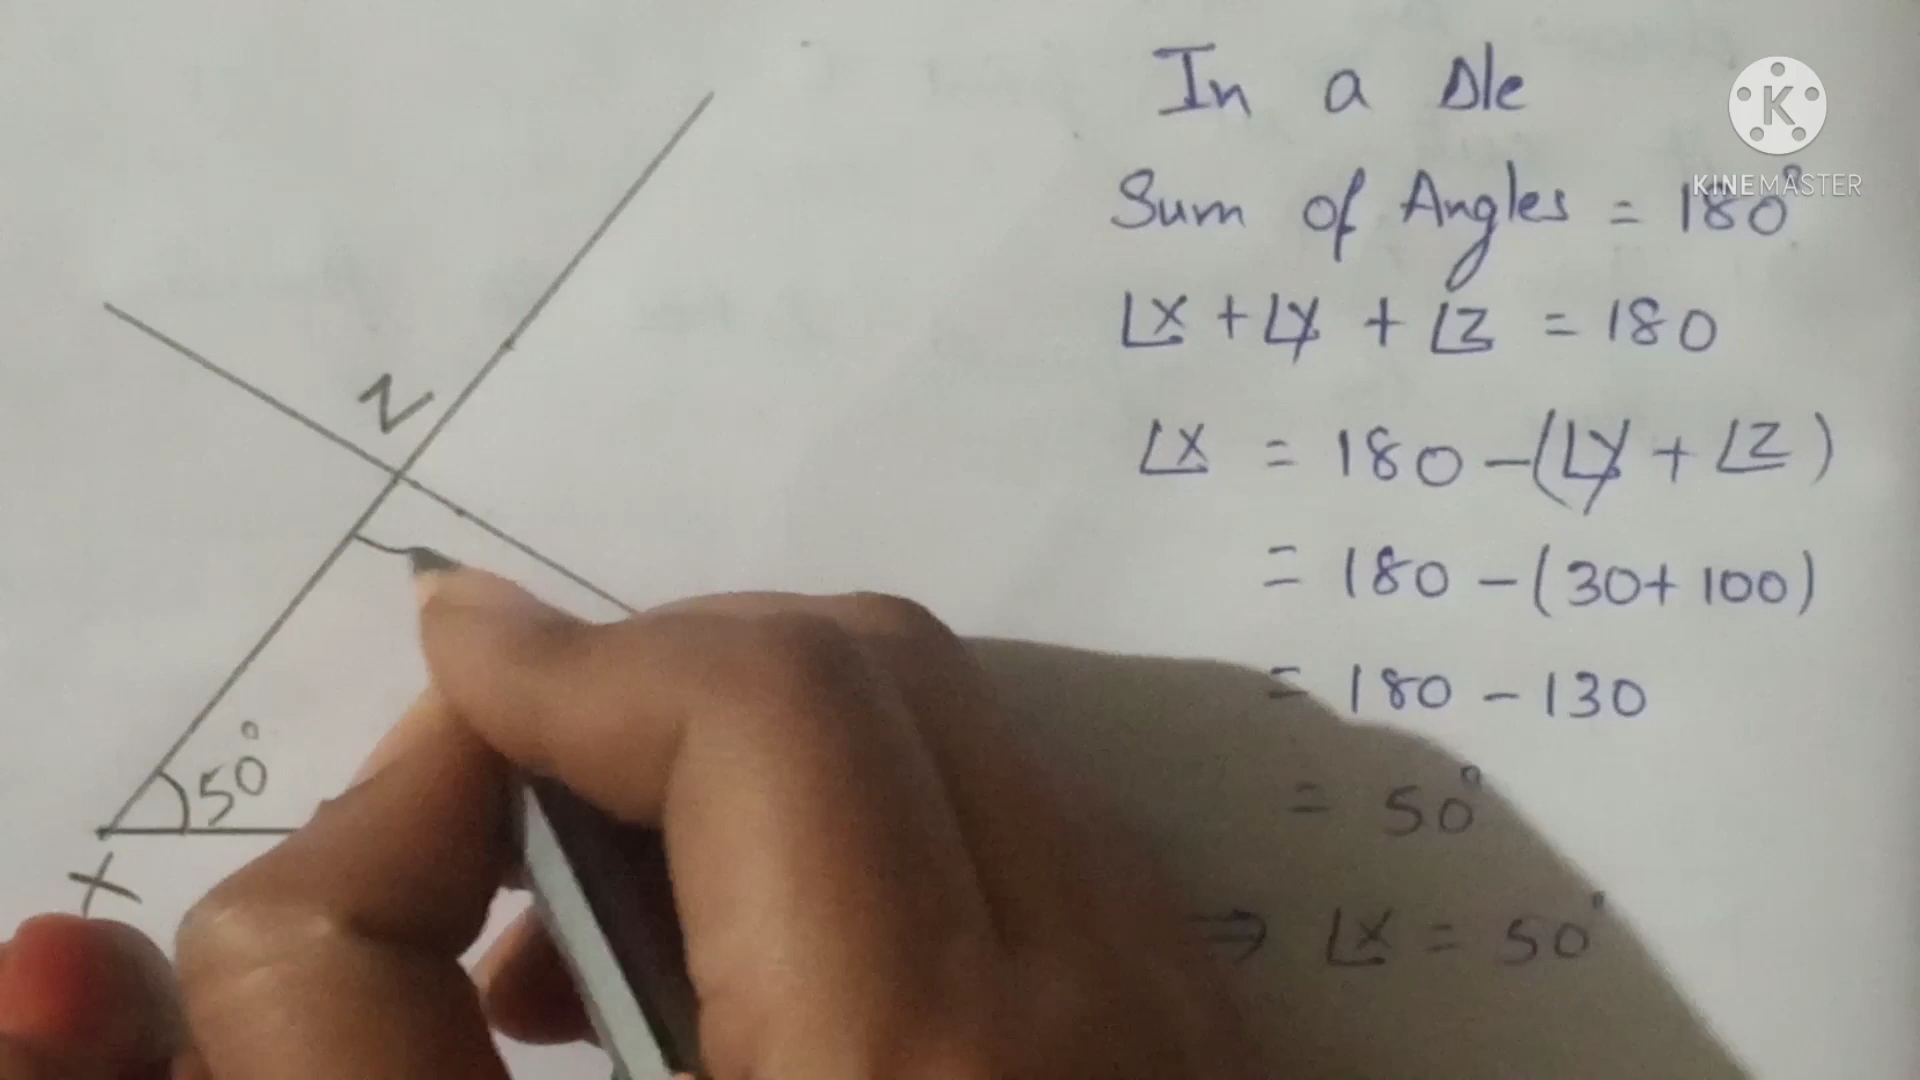 In a Δle
Sum of Angles = 180°
∠X + ∠Y + ∠Z = 180
∠X = 180 - (∠Y + ∠Z)
= 180 - (30 + 100)
= 180 - 130
= 50°
⇒ ∠X = 50°
Z
50°
X
K
KINEMASTER